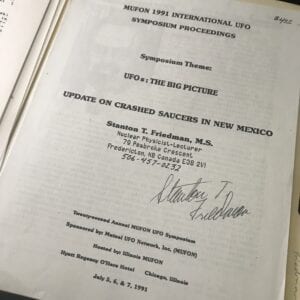 MUFON 1991 INTERNATIONAL UFO
SYMPOSIUM PROCEEDINGS
Symposium Theme:
UFOs: THE BIG PICTURE
UPDATE ON CRASHED SAUCERS IN NEW MEXICO
Stanton T. Friedman, M.S.
Nuclear Physicist-Lecturer
79 Pembroke Crescent
Fredericton, NB Canada E3B 2V1
506-457-0232
Stanton T
Friedman
Twentysecond Annual MUFON UFO Symposium
Sponsored by: Mutual UFO Network, Inc. (MUFON)
Hosted by: Illinois MUFON
Hyatt Regency O'Hare Hotel Chicago, Illinois
July 5, 6, & 7, 1991